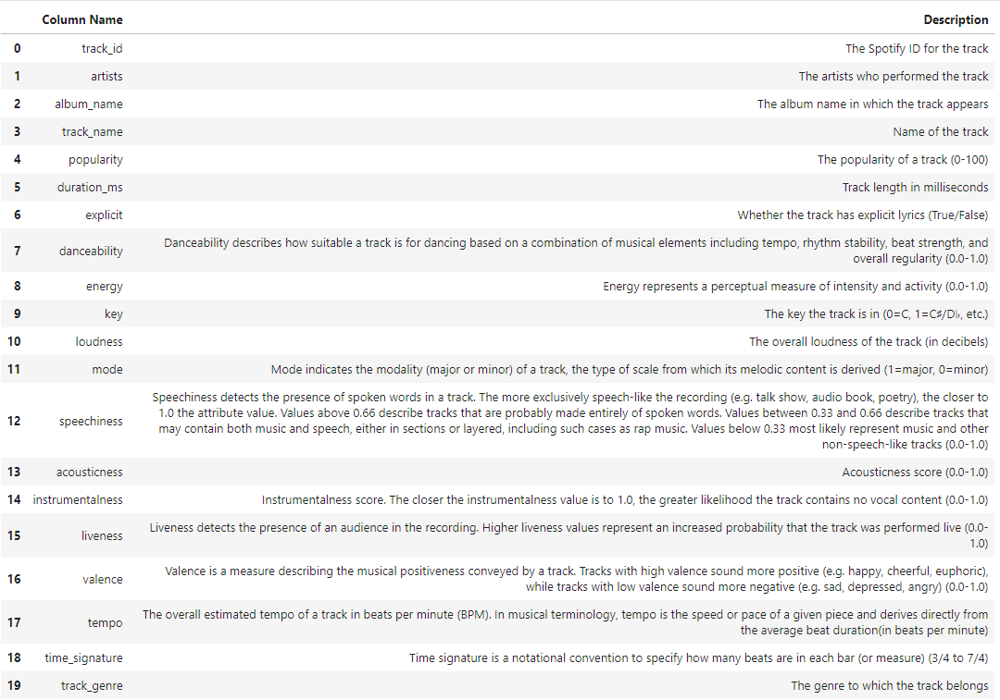 Column Name Description
0 track_id The Spotify ID for the track
1 artists The artists who performed the track
2 album_name The album name in which the track appears
3 track_name Name of the track
4 popularity The popularity of a track (0-100)
5 duration_ms Track length in milliseconds
6 explicit Whether the track has explicit lyrics (True/False)
7 danceability Danceability describes how suitable a track is for dancing based on a combination of musical elements including tempo, rhythm stability, beat strength, and
overall regularity (0.0-1.0)
8 energy Energy represents a perceptual measure of intensity and activity (0.0-1.0)
9 key The key the track is in (0=C, 1=C♯/D♭, etc.)
10 loudness The overall loudness of the track (in decibels)
11 mode Mode indicates the modality (major or minor) of a track, the type of scale from which its melodic content is derived (1=major, 0=minor)
12 speechiness Speechiness detects the presence of spoken words in a track. The more exclusively speech-like the recording (e.g. talk show, audio book, poetry), the closer to
1.0 the attribute value. Values above 0.66 describe tracks that are probably made entirely of spoken words. Values between 0.33 and 0.66 describe tracks that
may contain both music and speech, either in sections or layered, including such cases as rap music. Values below 0.33 most likely represent music and other
non-speech-like tracks (0.0-1.0)
13 acousticness Acousticness score (0.0-1.0)
14 instrumentalness Instrumentalness score. The closer the instrumentalness value is to 1.0, the greater likelihood the track contains no vocal content (0.0-1.0)
15 liveness Liveness detects the presence of an audience in the recording. Higher liveness values represent an increased probability that the track was performed live (0.0-
1.0)
16 valence Valence is a measure describing the musical positiveness conveyed by a track. Tracks with high valence sound more positive (e.g. happy, cheerful, euphoric),
while tracks with low valence sound more negative (e.g. sad, depressed, angry) (0.0-1.0)
17 tempo The overall estimated tempo of a track in beats per minute (BPM). In musical terminology, tempo is the speed or pace of a given piece and derives directly from
the average beat duration(in beats per minute)
18 time_signature Time signature is a notational convention to specify how many beats are in each bar (or measure) (3/4 to 7/4)
19 track_genre The genre to which the track belongs